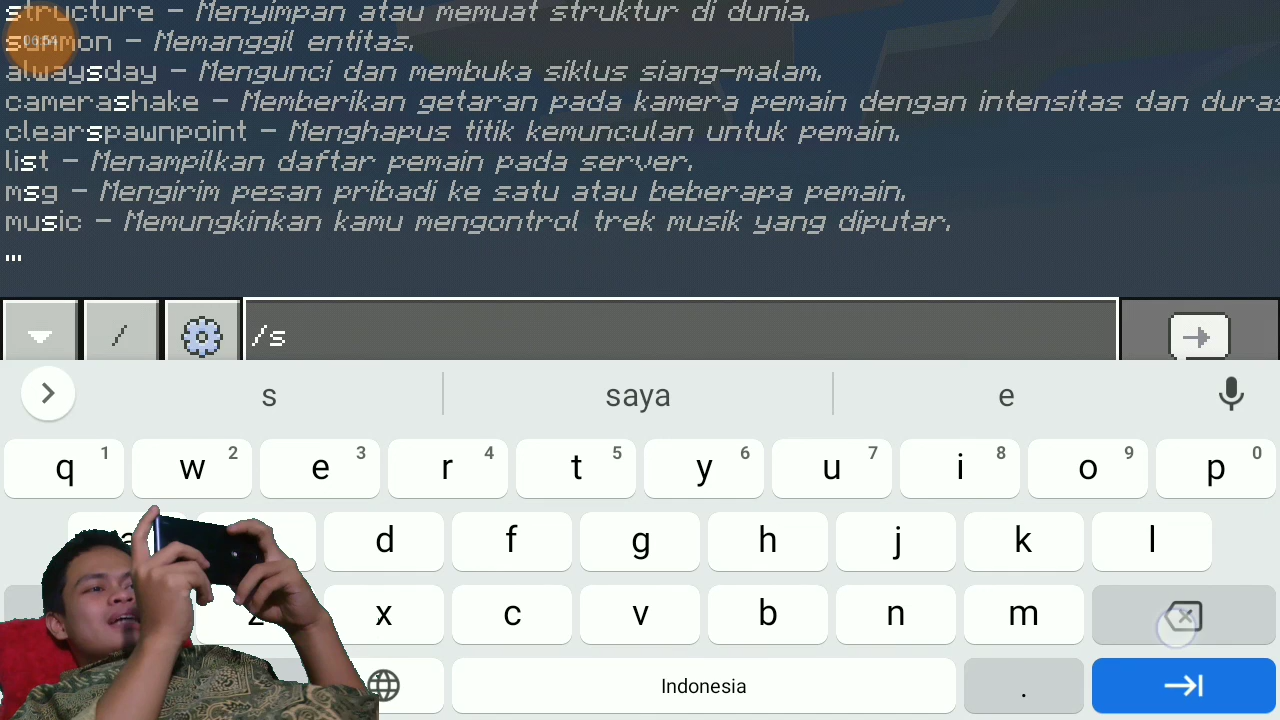 structure - Menyimpan atau memuat struktur di dunia.
06:54
summon - Memanggil entitas.
alwaysday - Mengunci dan membuka siklus siang-malam.
camerashake - Memberikan getaran pada kamera pemain dengan intensitas dan
clearspawnpoint - Menghapus titik kemunculan untuk pemain.
list - Menampilkan daftar pemain pada server.
msg - Mengirim pesan pribadi ke satu atau beberapa pemain.
music - Memungkinkan kamu mengontrol trek musik yang diputar.
...
/ /s
s saya e
q 1 w 2 e 3 r 4 t 5 y 6 u 7 i 8 o 9 p 0
d f g h j k l
z x c v b n m
Indonesia .